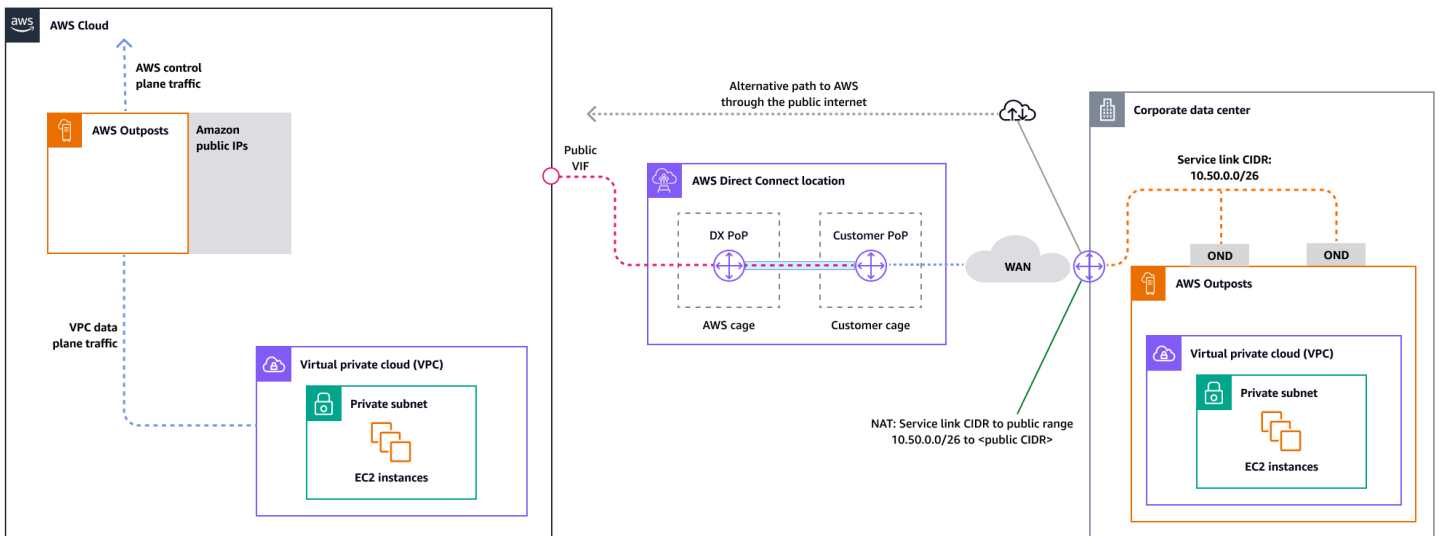 aws
AWS Cloud
AWS control
plane traffic
AWS Outposts
Amazon
public IPs
VPC data
plane traffic
Virtual private cloud (VPC)
Private subnet
EC2 instances
Public
VIF
Alternative path to AWS
through the public internet
AWS Direct Connect location
DX PoP
Customer PoP
AWS cage
Customer cage
WAN
NAT: Service link CIDR to public range
10.50.0.0/26 to <public CIDR>
Corporate data center
Service link CIDR:
10.50.0.0/26
OND
OND
AWS Outposts
Virtual private cloud (VPC)
Private subnet
EC2 instances